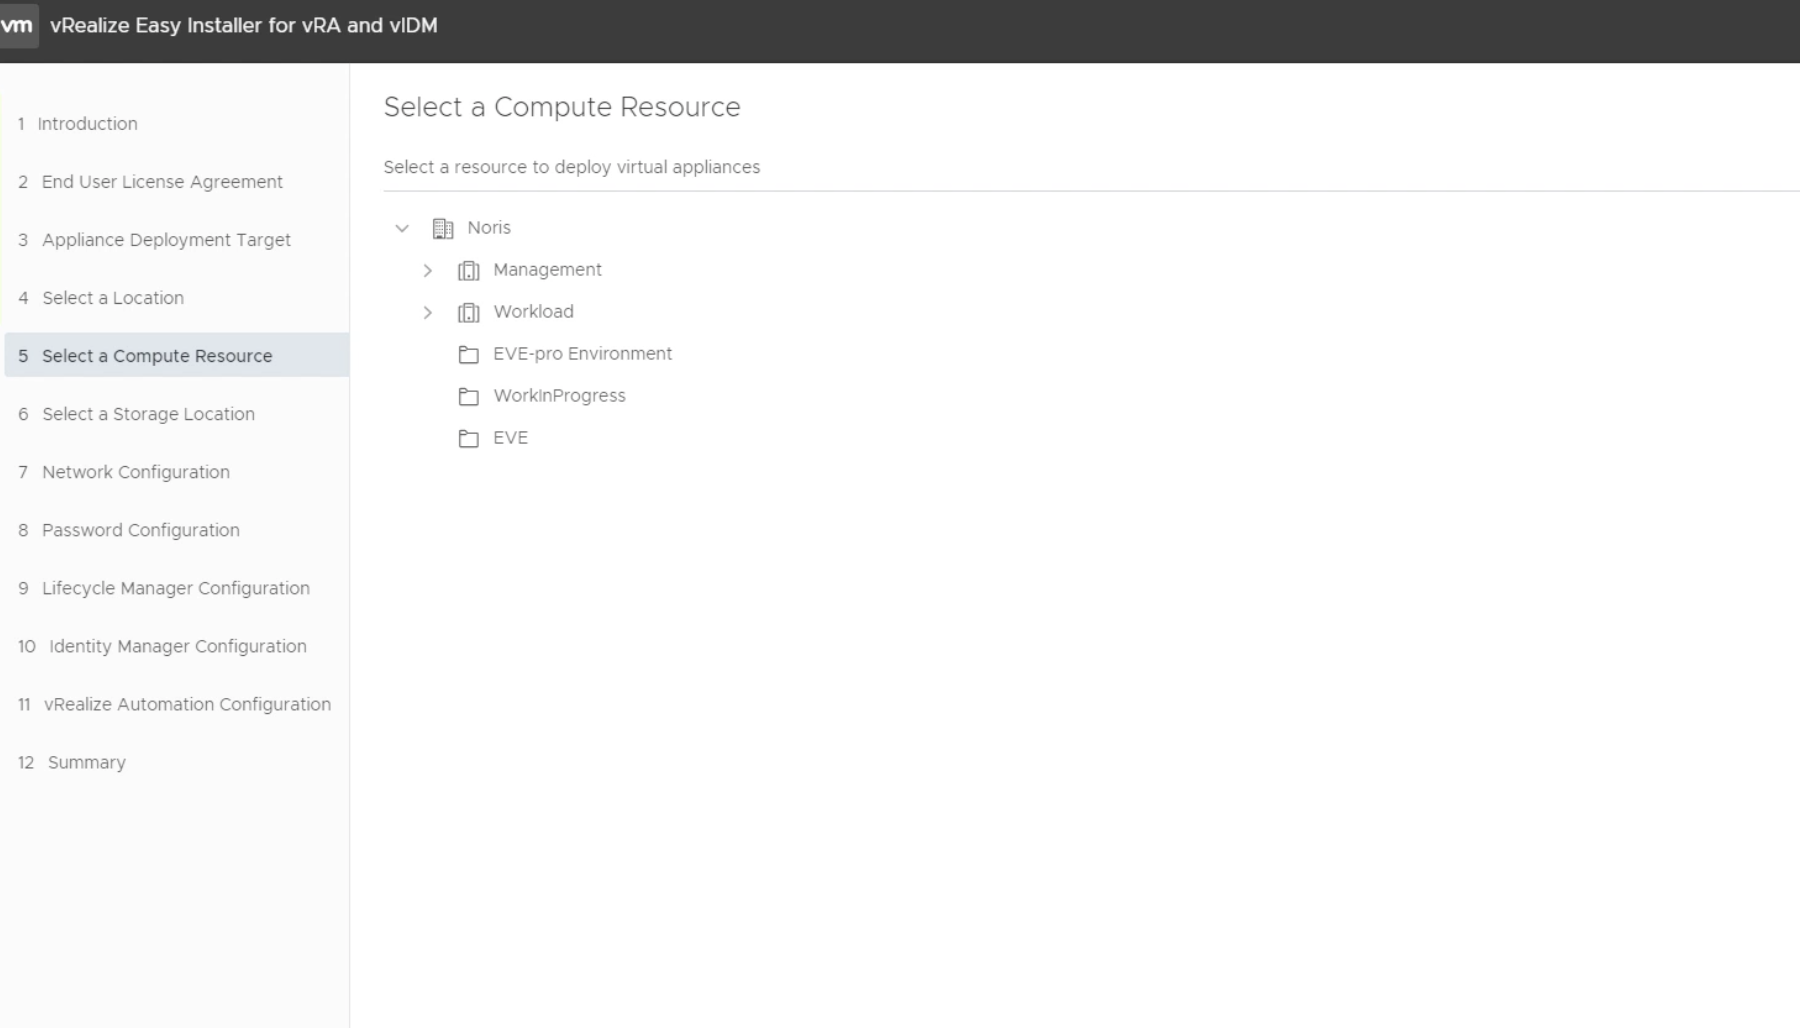 vm vRealize Easy Installer for vRA and vIDM
1 Introduction
2 End User License Agreement
3 Appliance Deployment Target
4 Select a Location
5 Select a Compute Resource
6 Select a Storage Location
7 Network Configuration
8 Password Configuration
9 Lifecycle Manager Configuration
10 Identity Manager Configuration
11 vRealize Automation Configuration
12 Summary
Select a Compute Resource
Select a resource to deploy virtual appliances
Noris
Management
Workload
EVE-pro Environment
WorkInProgress
EVE